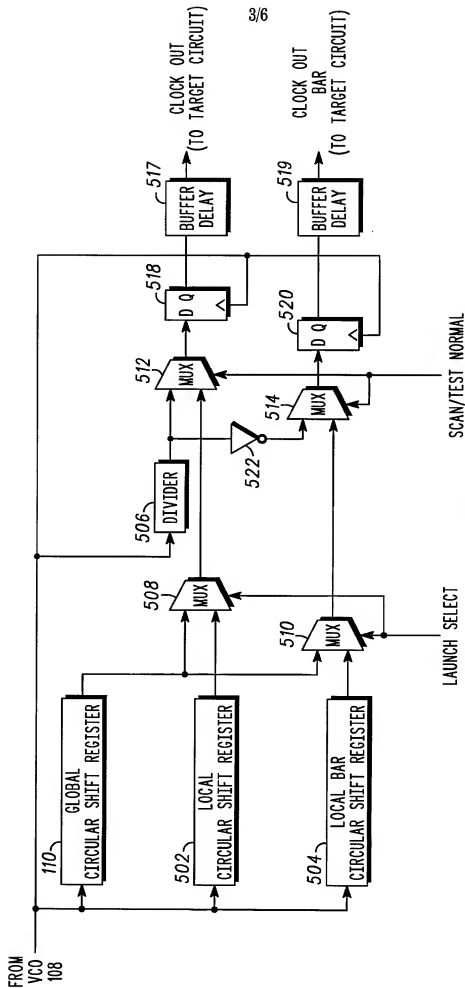 3/6
FROM
VCO
108
110
GLOBAL
CIRCULAR SHIFT REGISTER
502
LOCAL
CIRCULAR SHIFT REGISTER
504
LOCAL BAR
CIRCULAR SHIFT REGISTER
506
DIVIDER
508
MUX
510
MUX
LAUNCH SELECT
522
512
MUX
514
MUX
SCAN/TEST NORMAL
518
D Q
520
D Q
517
BUFFER
DELAY
519
BUFFER
DELAY
CLOCK OUT
(TO TARGET CIRCUIT)
CLOCK OUT
BAR
(TO TARGET CIRCUIT)